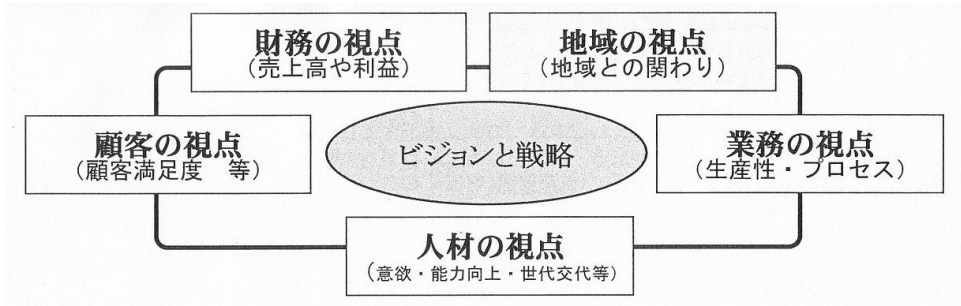 財務の視点
(売上高や利益)
地域の視点
(地域との関わり)
顧客の視点
(顧客満足度　等)
ビジョンと戦略
業務の視点
(生産性・プロセス)
人材の視点
(意欲・能力向上・世代交代等)